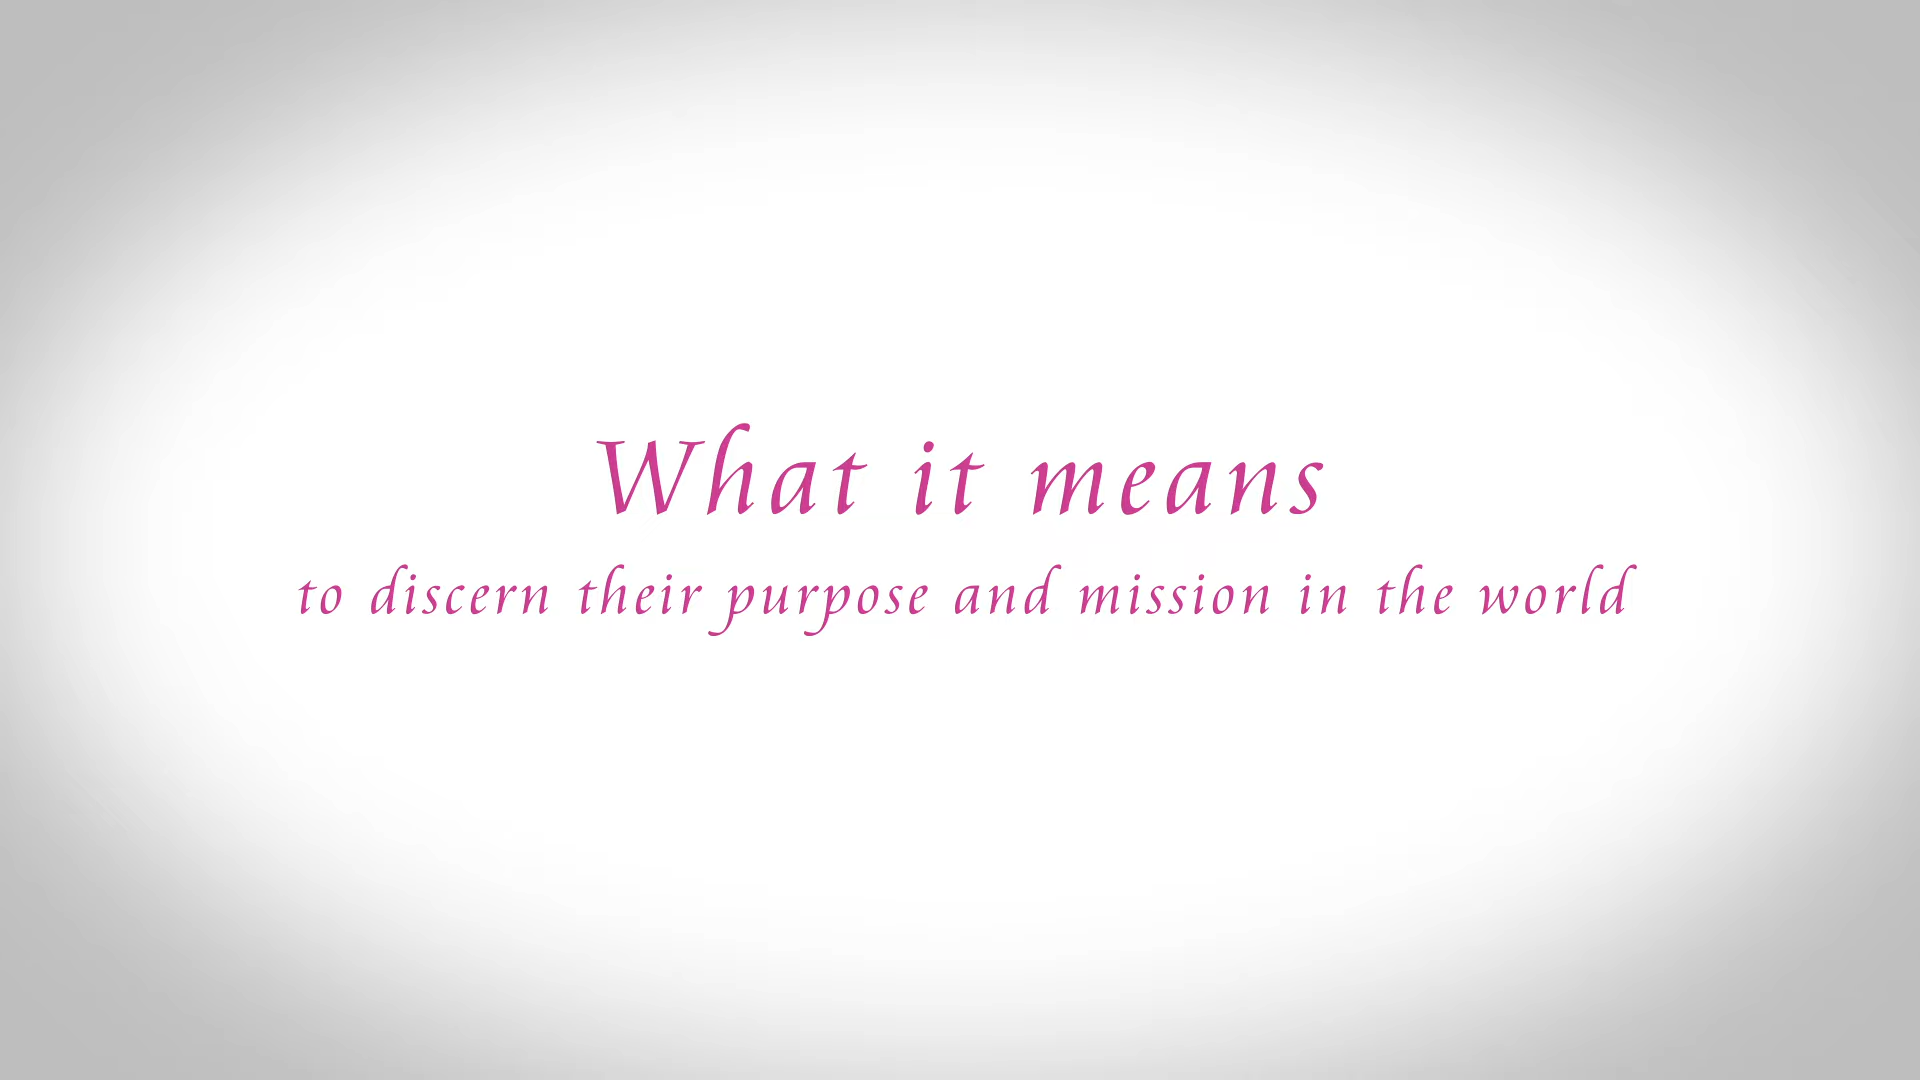 What it means
to discern their purpose and mission in the world